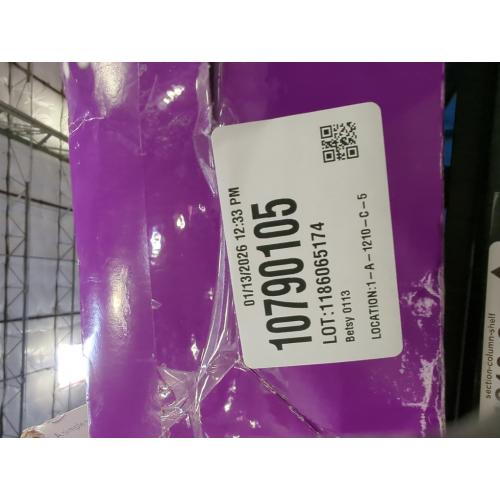 01/13/2026 12:33 PM
10790105
LOT:1186065174
Betsy 0113
LOCATION:1-A-1210-C-5
section-column-shelf